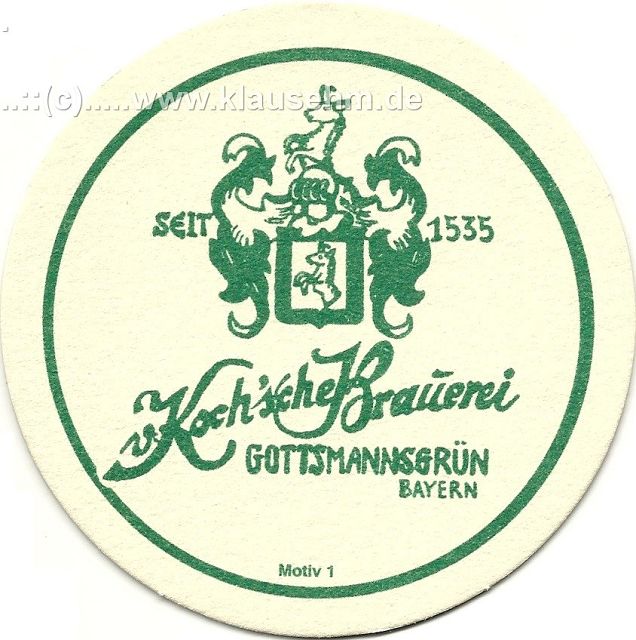 ..::(c).....www.klausehm.de
SEIT 1535
v. Koch'sche Brauerei
GOTTSMANNSGRÜN
BAYERN
Motiv 1